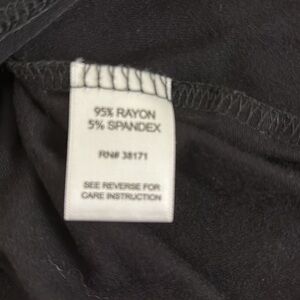 95% RAYON
5% SPANDEX
RN# 38171
SEE REVERSE FOR
CARE INSTRUCTION